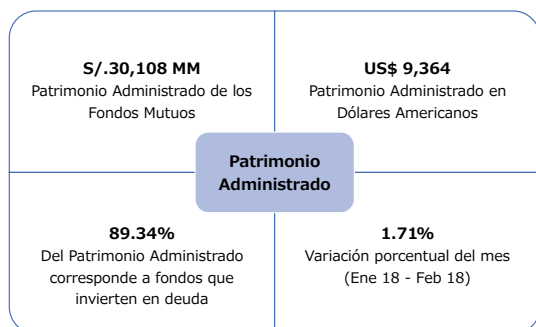 S/.30,108 MM
Patrimonio Administrado de los
Fondos Mutuos
US$ 9,364
Patrimonio Administrado en
Dólares Americanos
Patrimonio
Administrado
89.34%
Del Patrimonio Administrado
corresponde a fondos que
invierten en deuda
1.71%
Variación porcentual del mes
(Ene 18 - Feb 18)